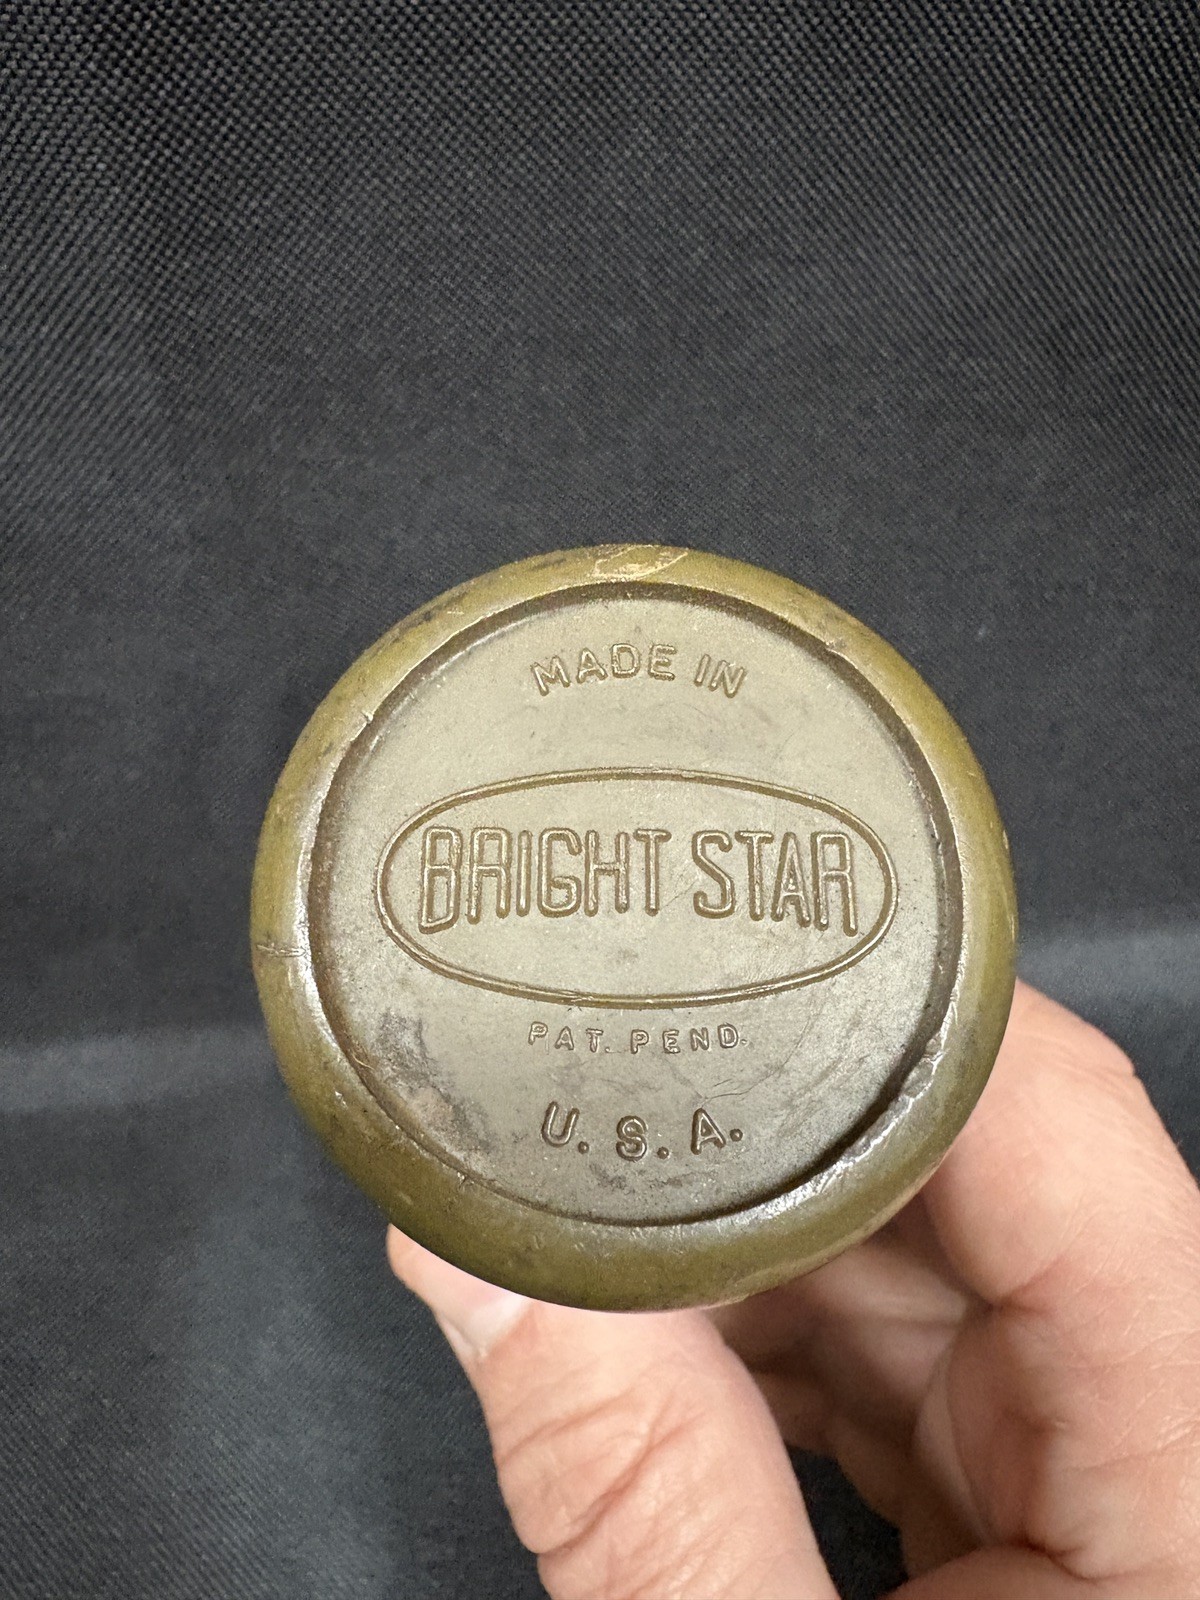 MADE IN
BRIGHT STAR
PAT. PEND.
U.S.A.